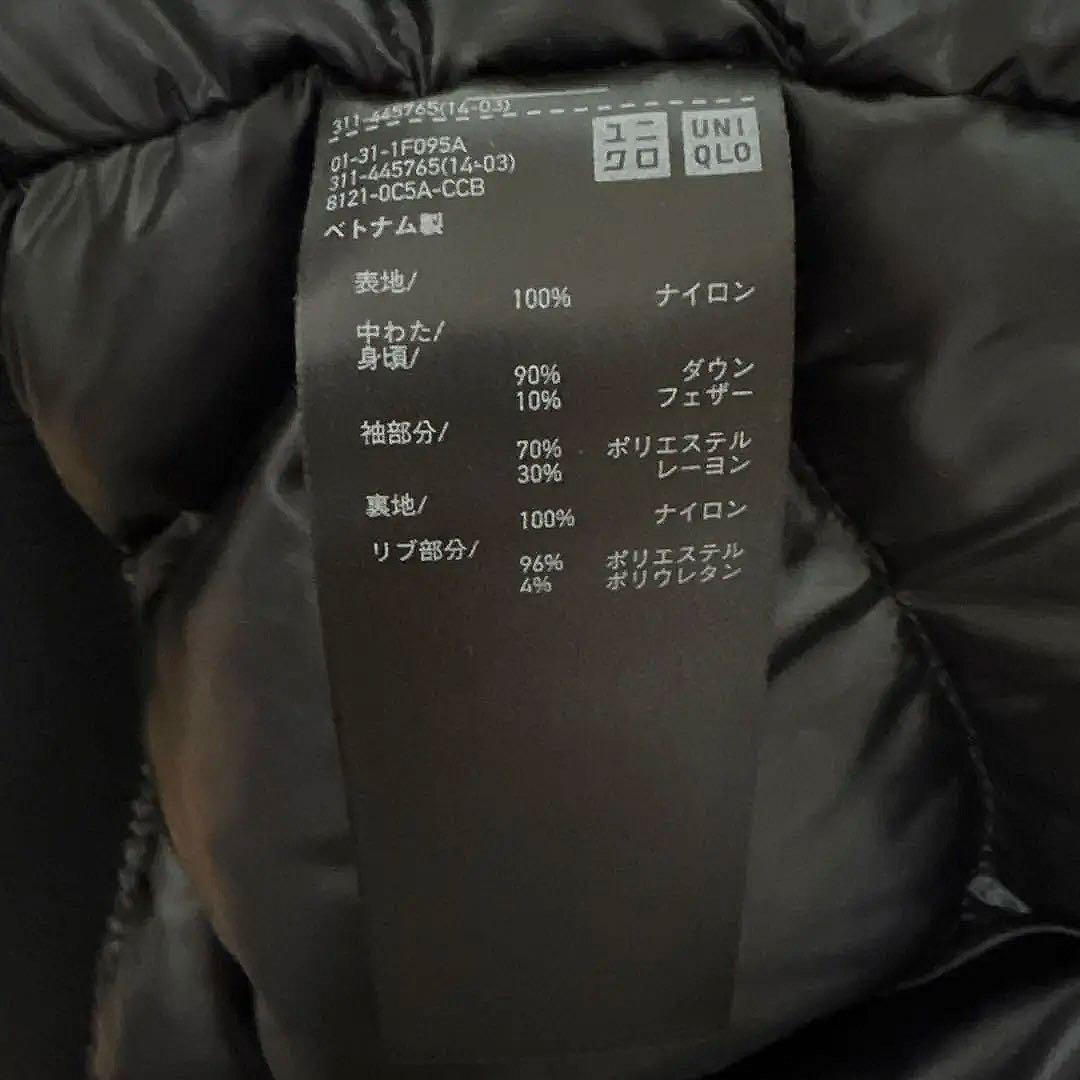 311-445765(14-03)
ユニクロ UNIQLO
01-31-1F095A
311-445765(14-03)
8121-0C5A-CCB
ベトナム製
表地/
100% ナイロン
中わた/
身頃/
90% ダウン
10% フェザー
袖部分/
70% ポリエステル
30% レーヨン
裏地/
100% ナイロン
リブ部分/
96% ポリエステル
4% ポリウレタン